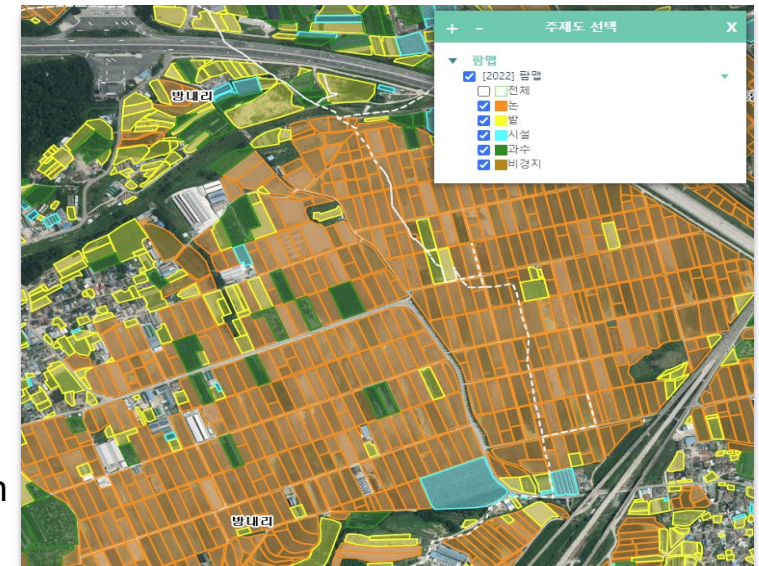 + - 주제도 선택 X
팜맵
[2022] 팜맵
전체
논
밭
시설
과수
비경지
방내리
방내리
n